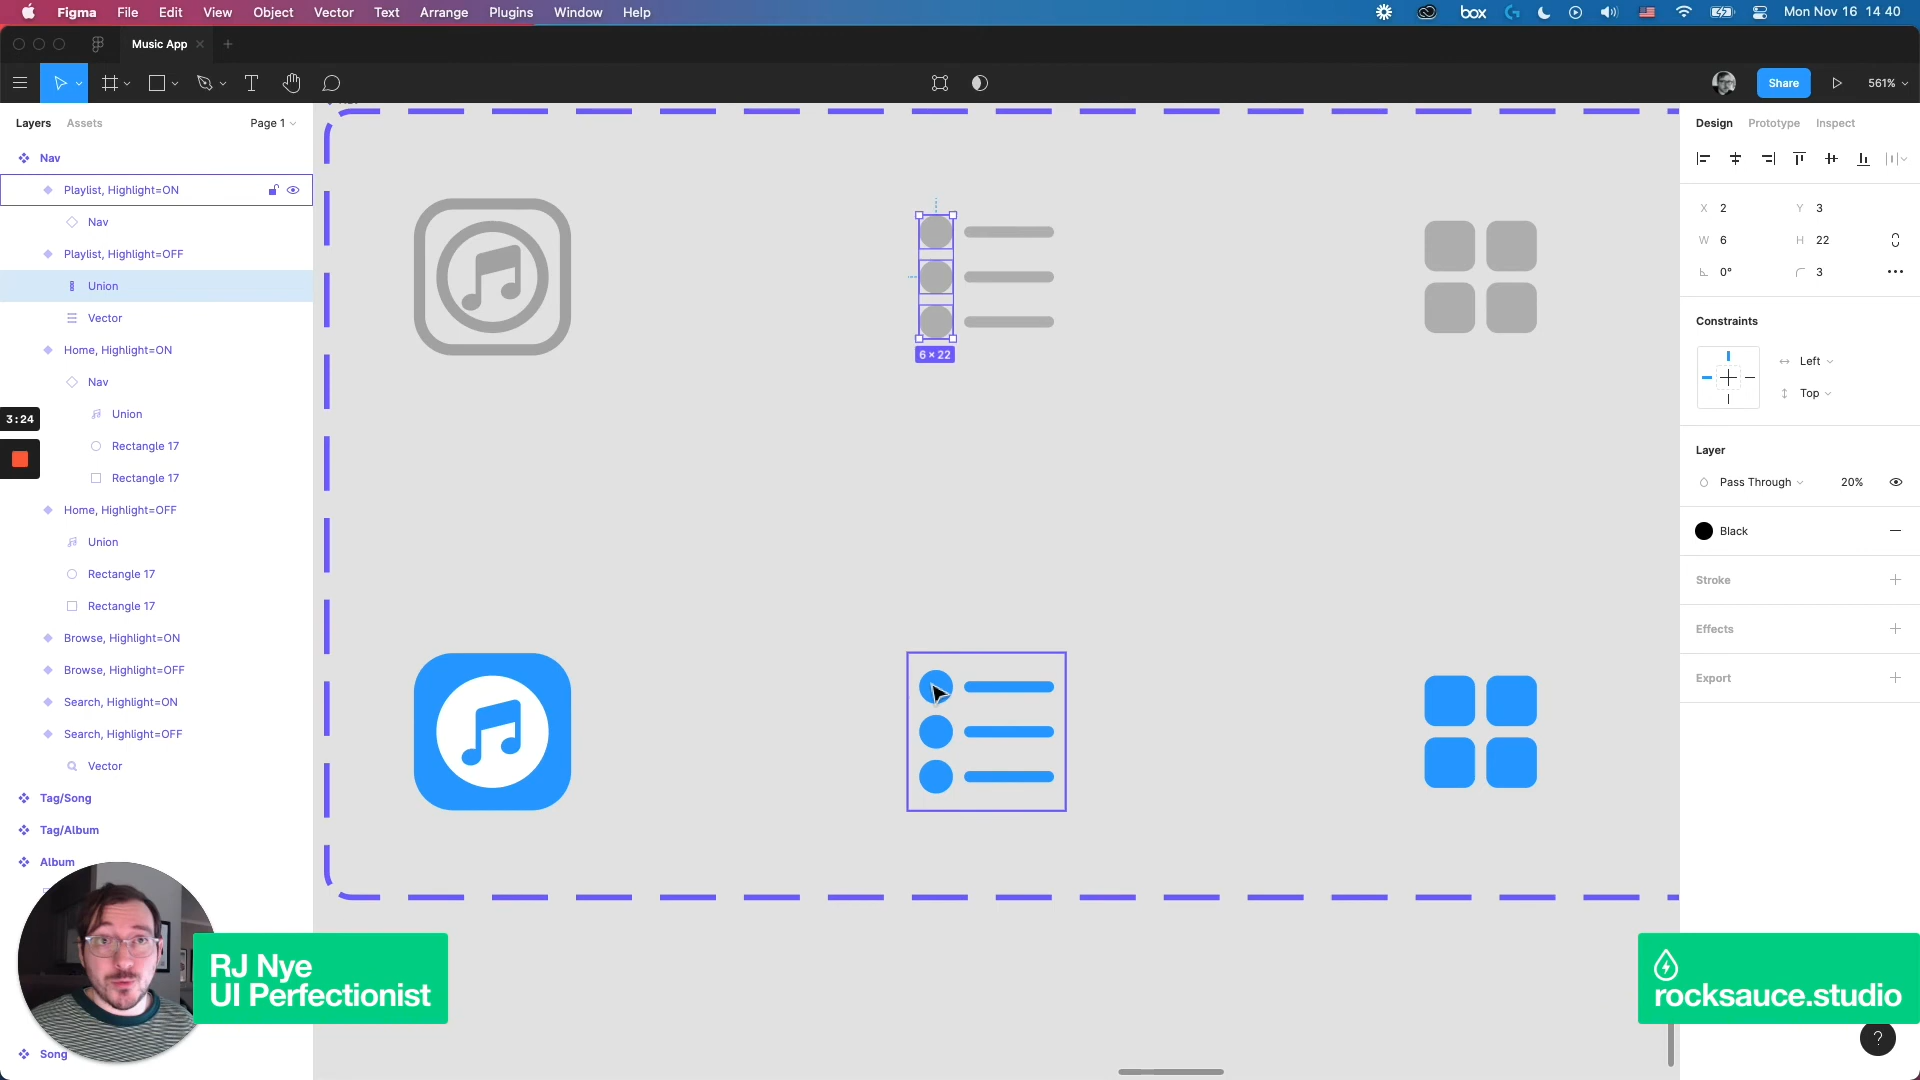 Figma File Edit View Object Vector Text Arrange Plugins Window Help
box
Mon Nov 16 14 40
Music App
Share
561%
Layers
Assets
Page 1
Nav
Playlist, Highlight=ON
Nav
Playlist, Highlight=OFF
Union
Vector
Home, Highlight=ON
Nav
Union
Rectangle 17
Rectangle 17
Home, Highlight=OFF
Union
Rectangle 17
Rectangle 17
Browse, Highlight=ON
Browse, Highlight=OFF
Search, Highlight=ON
Search, Highlight=OFF
Vector
Tag/Song
Tag/Album
Album
Song
3:24
6 × 22
RJ Nye
UI Perfectionist
Design
Prototype
Inspect
X 2
Y 3
W 6
H 22
0°
3
Constraints
Left
Top
Layer
Pass Through
20%
Black
Stroke
Effects
Export
rocksauce.studio
?